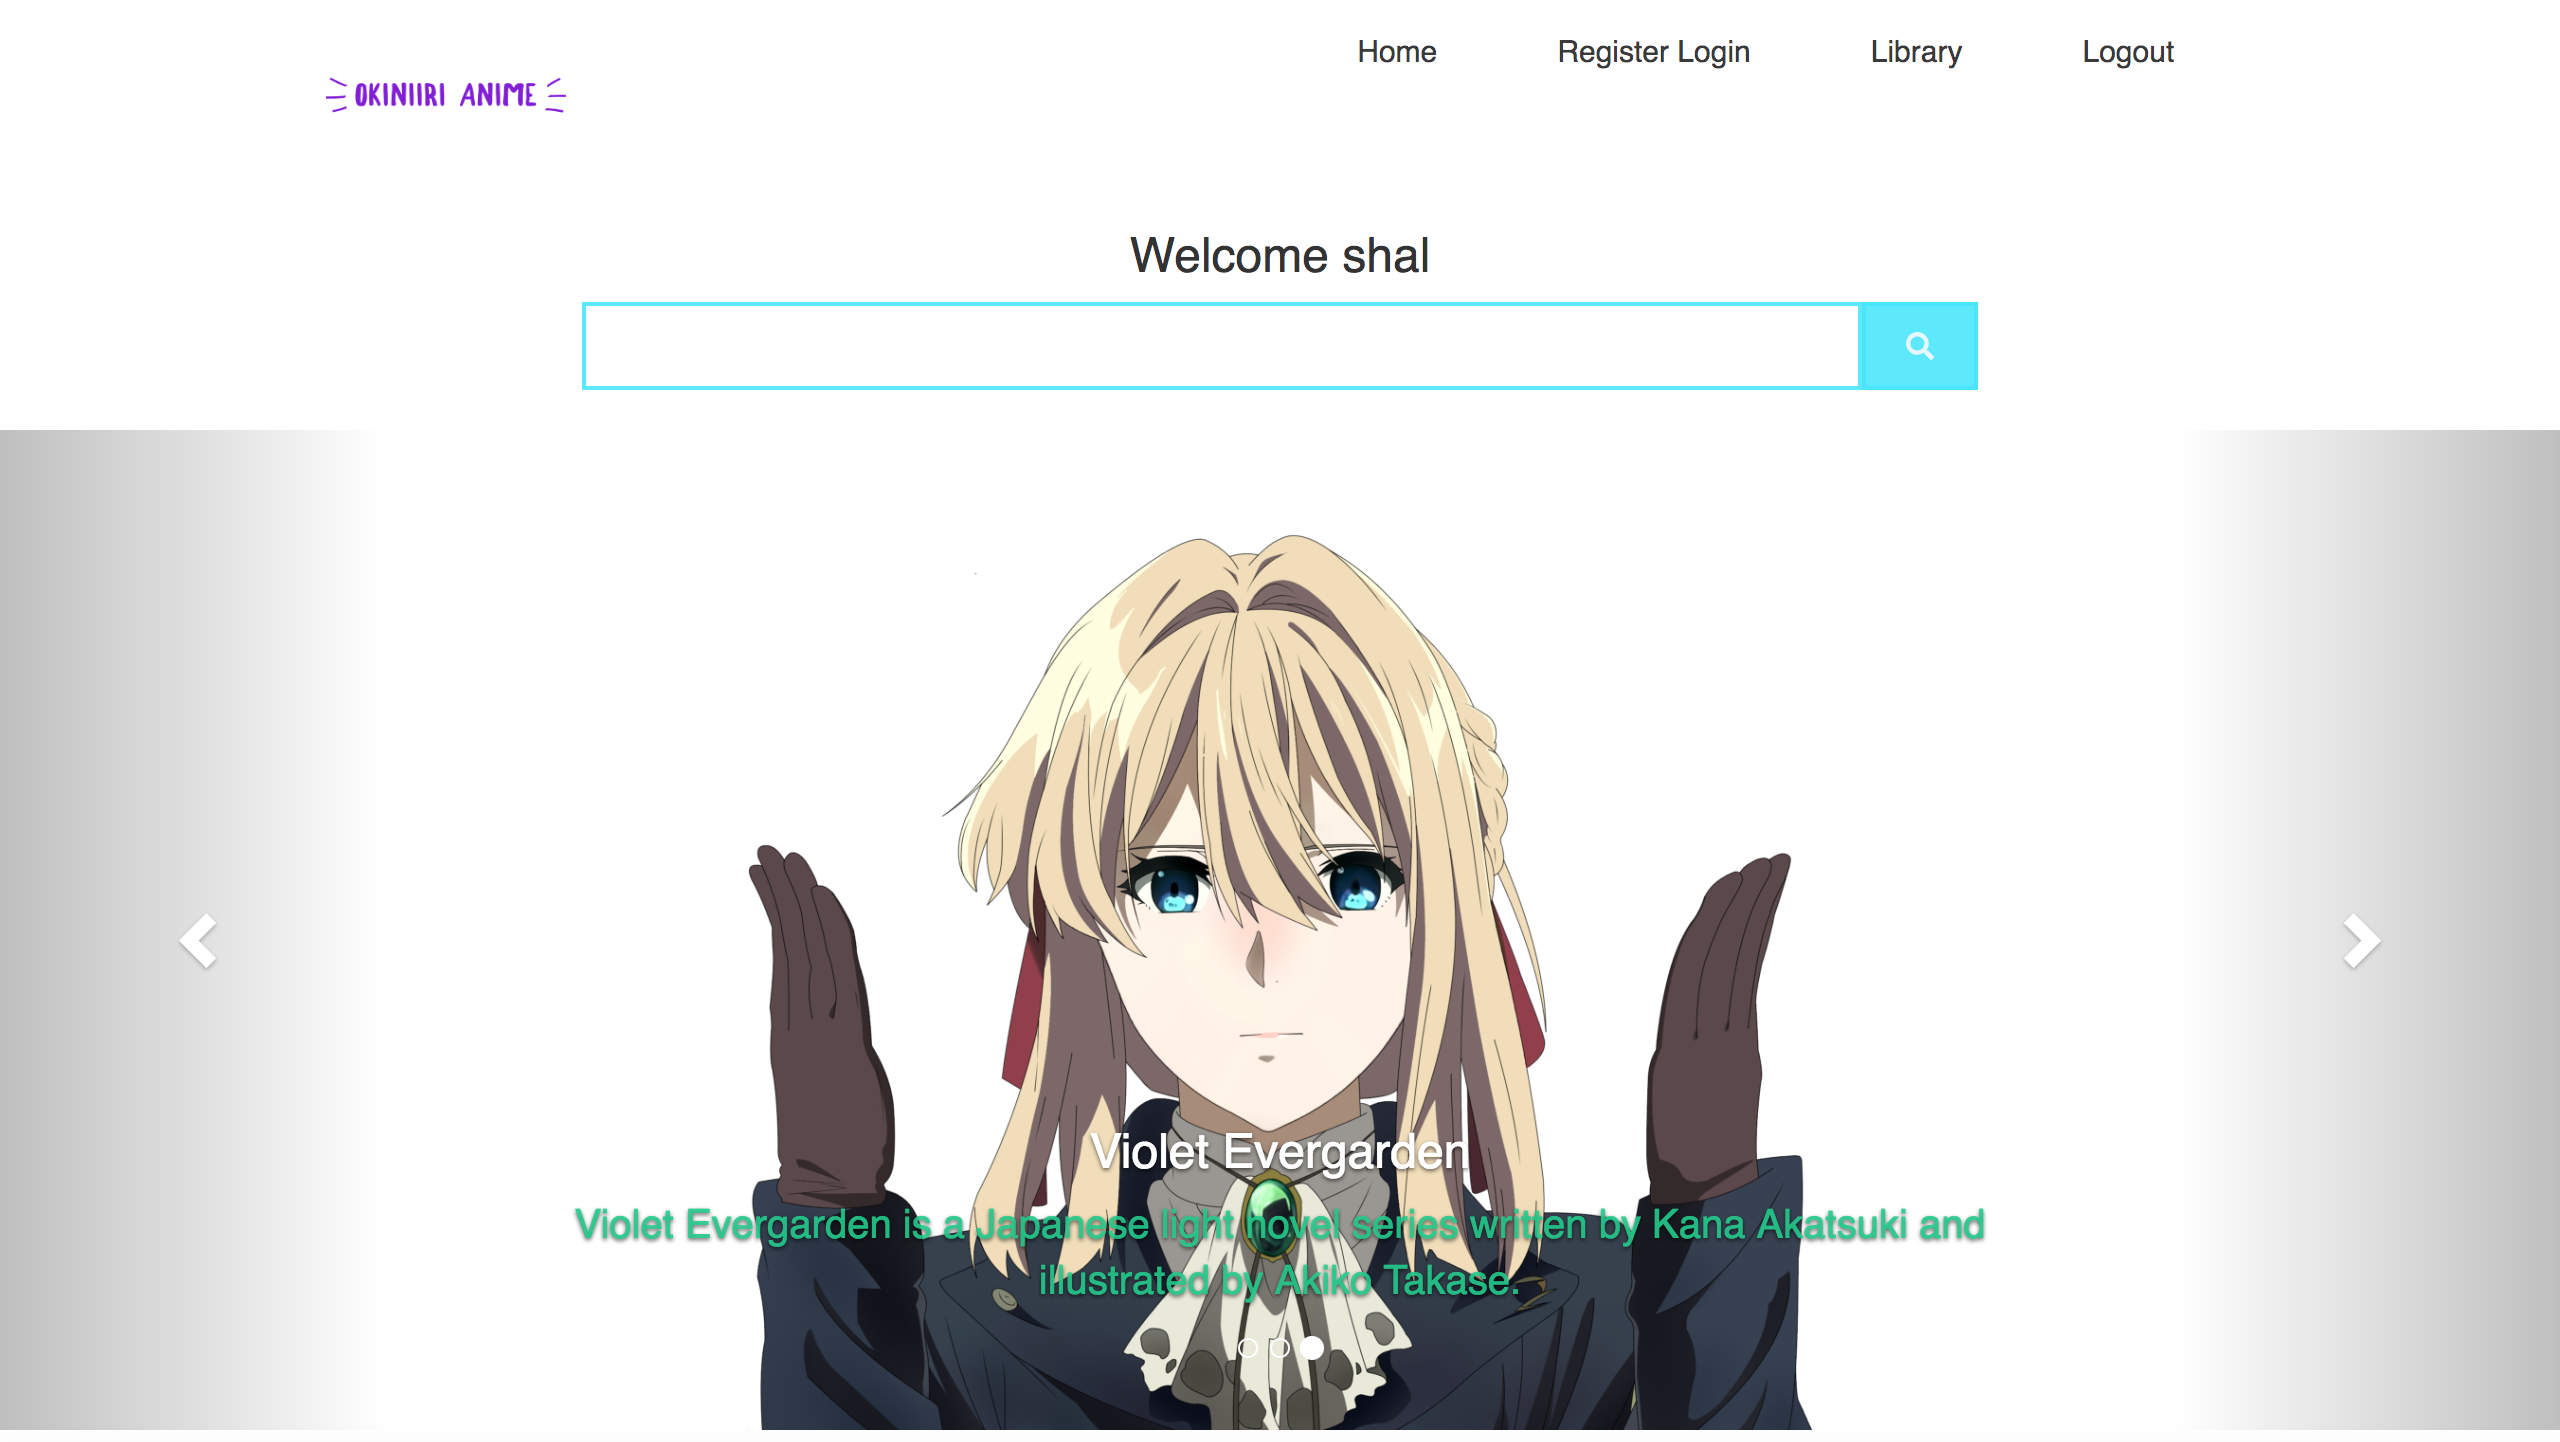 Home Register Login Library Logout
OKINIIRI ANIME
Welcome shal
Violet Evergarden
Violet Evergarden is a Japanese light novel series written by Kana Akatsuki and
illustrated by Akiko Takase.